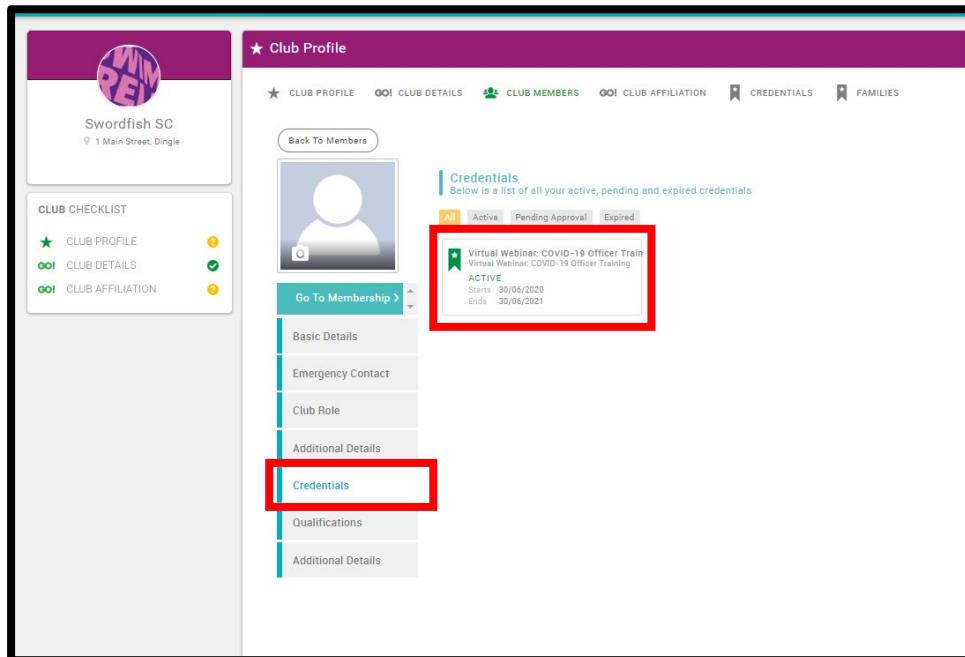 Swordfish SC
1 Main Street, Dingle
CLUB CHECKLIST
CLUB PROFILE
GO! CLUB DETAILS
GO! CLUB AFFILIATION
Club Profile
CLUB PROFILE GO! CLUB DETAILS CLUB MEMBERS GO! CLUB AFFILIATION CREDENTIALS FAMILIES
Back To Members
Go To Membership >
Basic Details
Emergency Contact
Club Role
Additional Details
Credentials
Qualifications
Additional Details
Credentials
Below is a list of all your active, pending and expired credentials
All Active Pending Approval Expired
Virtual Webinar: COVID-19 Officer Train
Virtual Webinar: COVID-19 Officer Training
ACTIVE
Starts 30/06/2020
Ends 30/06/2021